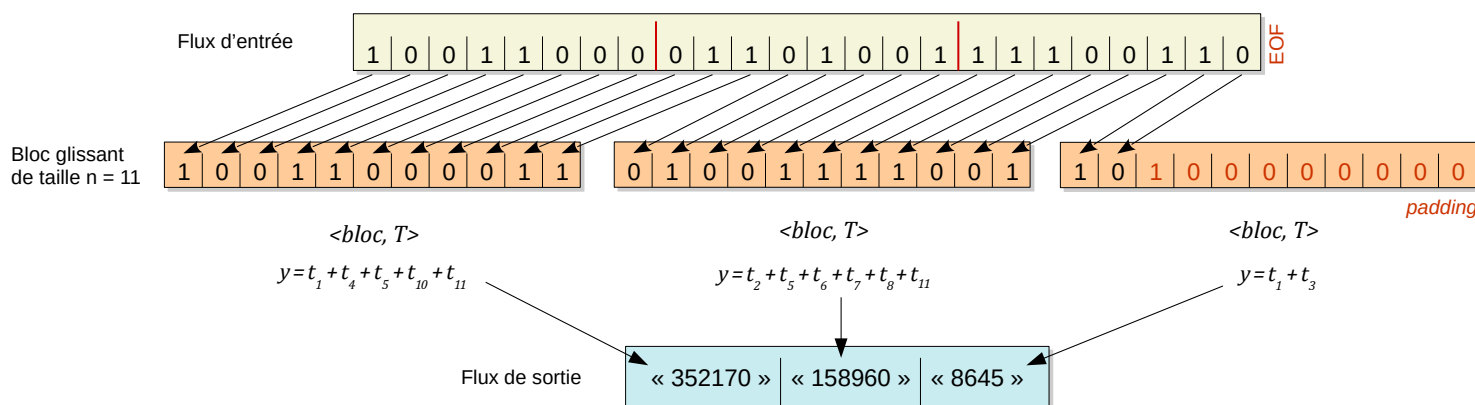 Flux d'entrée
1 0 0 1 1 0 0 0 0 1 1 0 1 0 0 1 1 1 1 0 0 1 1 0
EOF
Bloc glissant
de taille n = 11
1 0 0 1 1 0 0 0 0 1 1
0 1 0 0 1 1 1 1 0 0 1
1 0 1 0 0 0 0 0 0 0 0
padding
<bloc, T>
<bloc, T>
<bloc, T>
y=t₁+t₄+t₅+t₁₀+t₁₁
y=t₂+t₅+t₆+t₇+t₈+t₁₁
y=t₁+t₃
Flux de sortie
« 352170 » « 158960 » « 8645 »